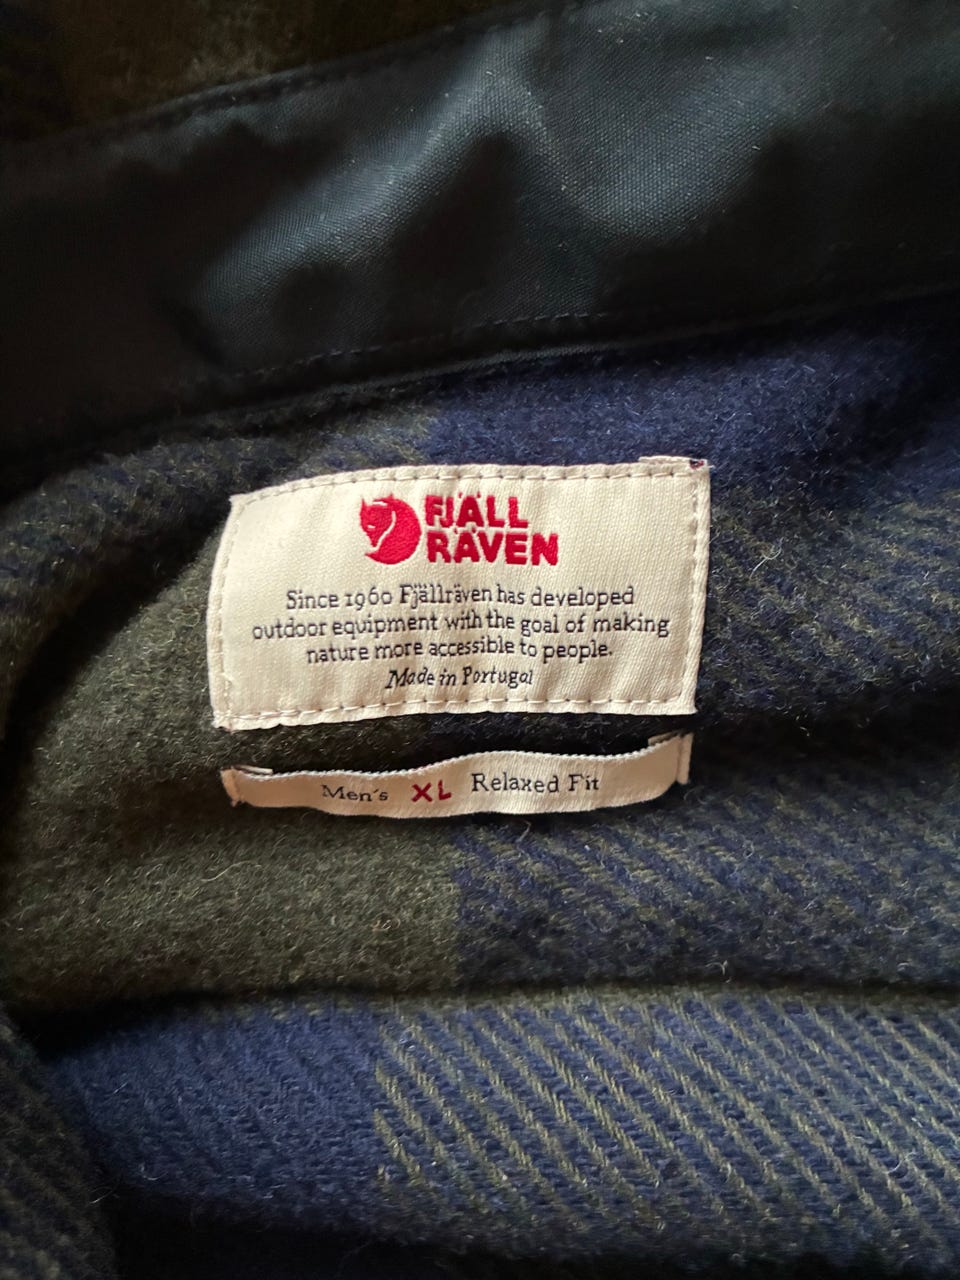 FJÄLL
RÄVEN
Since 1960 Fjällräven has developed
outdoor equipment with the goal of making
nature more accessible to people.
Made in Portugal
Men´s XL Relaxed Fit